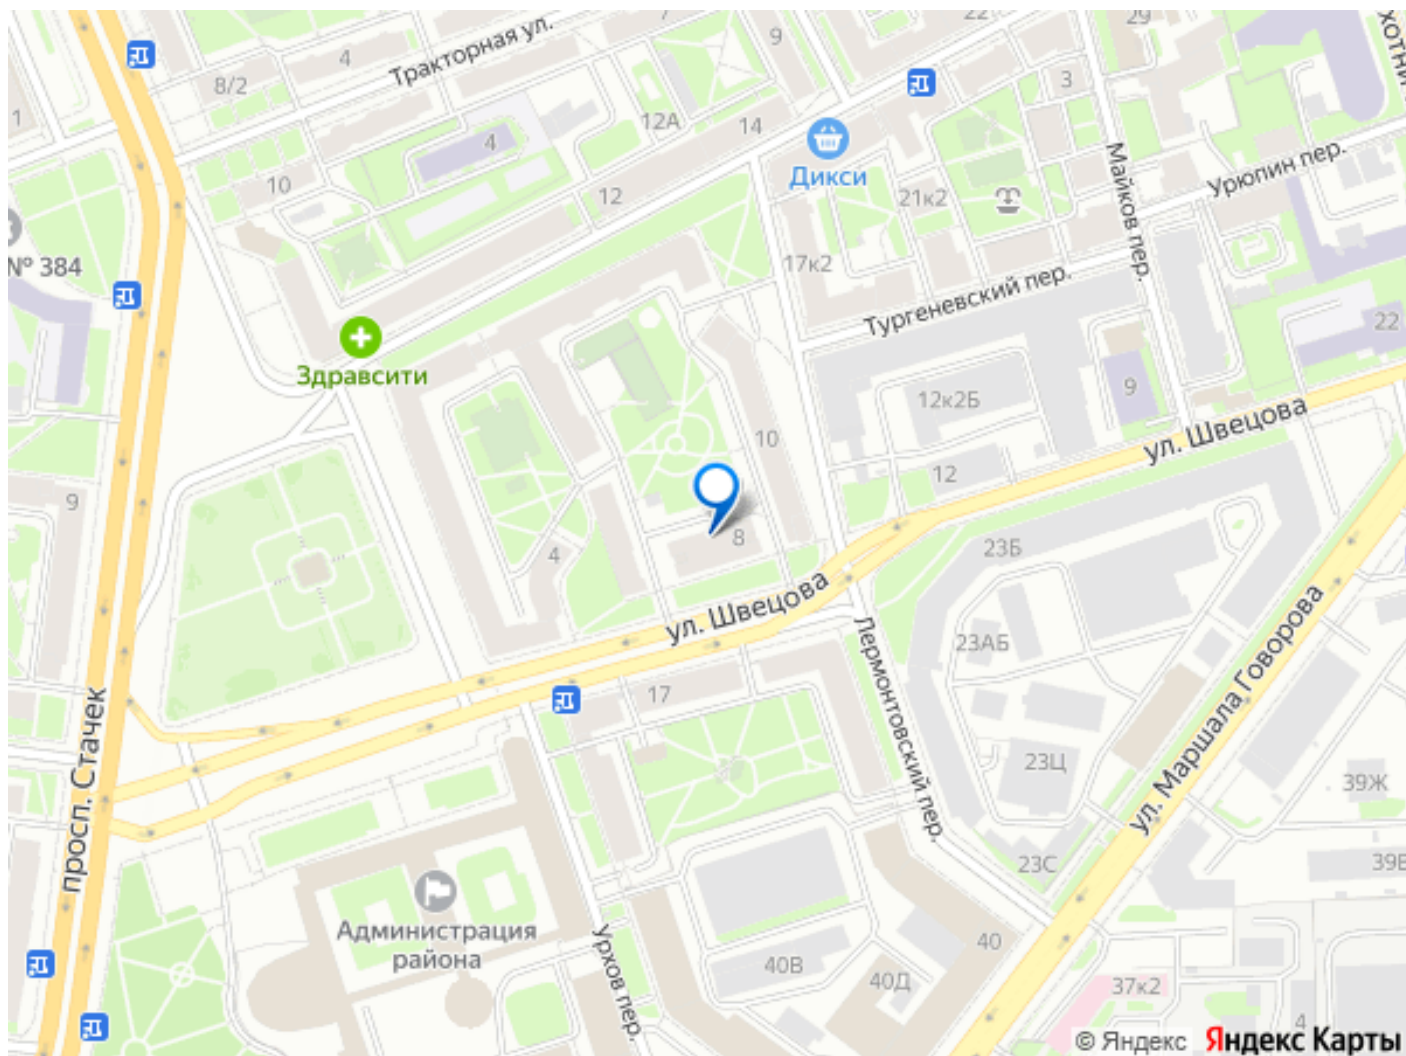 7
22
29
Тракторная ул.
4
9
8/2
3
1
12А
14
4
Дикси
Майков пер.
Урюпин пер.
10
12
21к2
№ 384
17к2
Тургеневский пер.
22
Здравсити
9
12к2Б
ул. Швецова
10
12
9
4
8
23Б
ул. Швецова
23АБ
Лермонтовский пер.
ул. Маршала Говорова
17
просп. Стачек
23Ц
39Ж
23С
Администрация
района
Урхов пер.
40
40В
40Д
37к2
4
© Яндекс Яндекс Карты